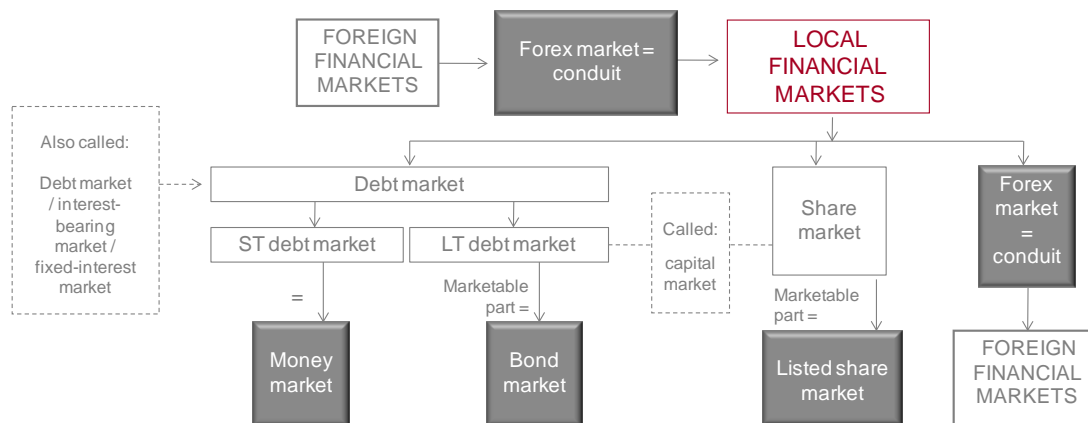 FOREIGN
FINANCIAL
MARKETS
Forex market =
conduit
LOCAL
FINANCIAL
MARKETS
Also called:
Debt market
/ interest-
bearing
market /
fixed-interest
market
Debt market
ST debt market
LT debt market
Called:
capital
market
Share
market
Forex
market
=
conduit
=
Marketable
part =
Marketable
part =
Money
market
Bond
market
Listed share
market
FOREIGN
FINANCIAL
MARKETS